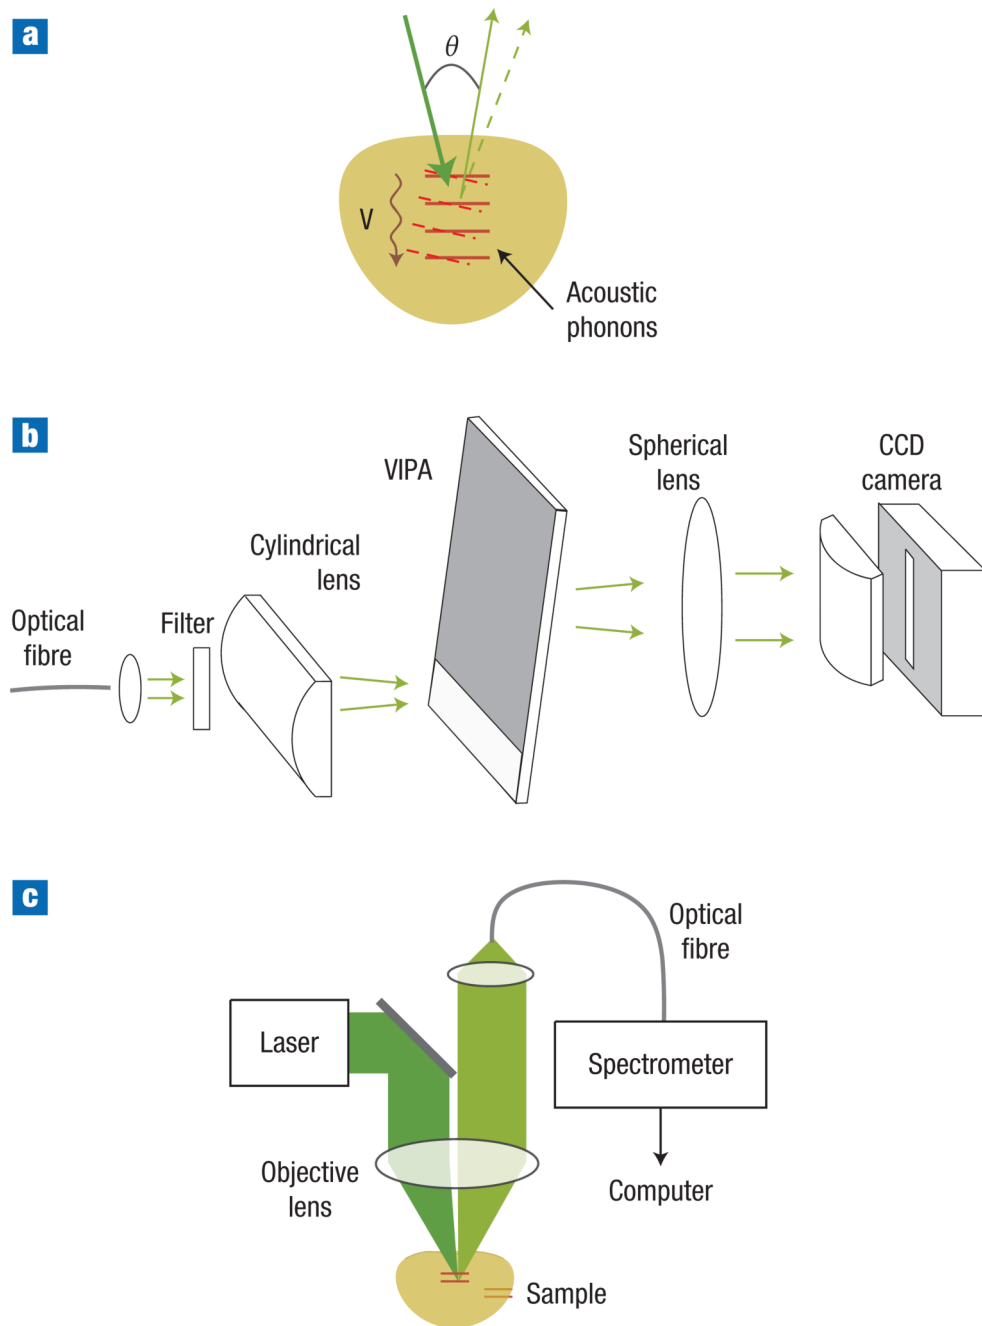 a
θ
V
Acoustic
phonons
b
VIPA
Spherical
lens
CCD
camera
Cylindrical
lens
Optical
fibre
Filter
c
Optical
fibre
Laser
Spectrometer
Objective
lens
Computer
Sample